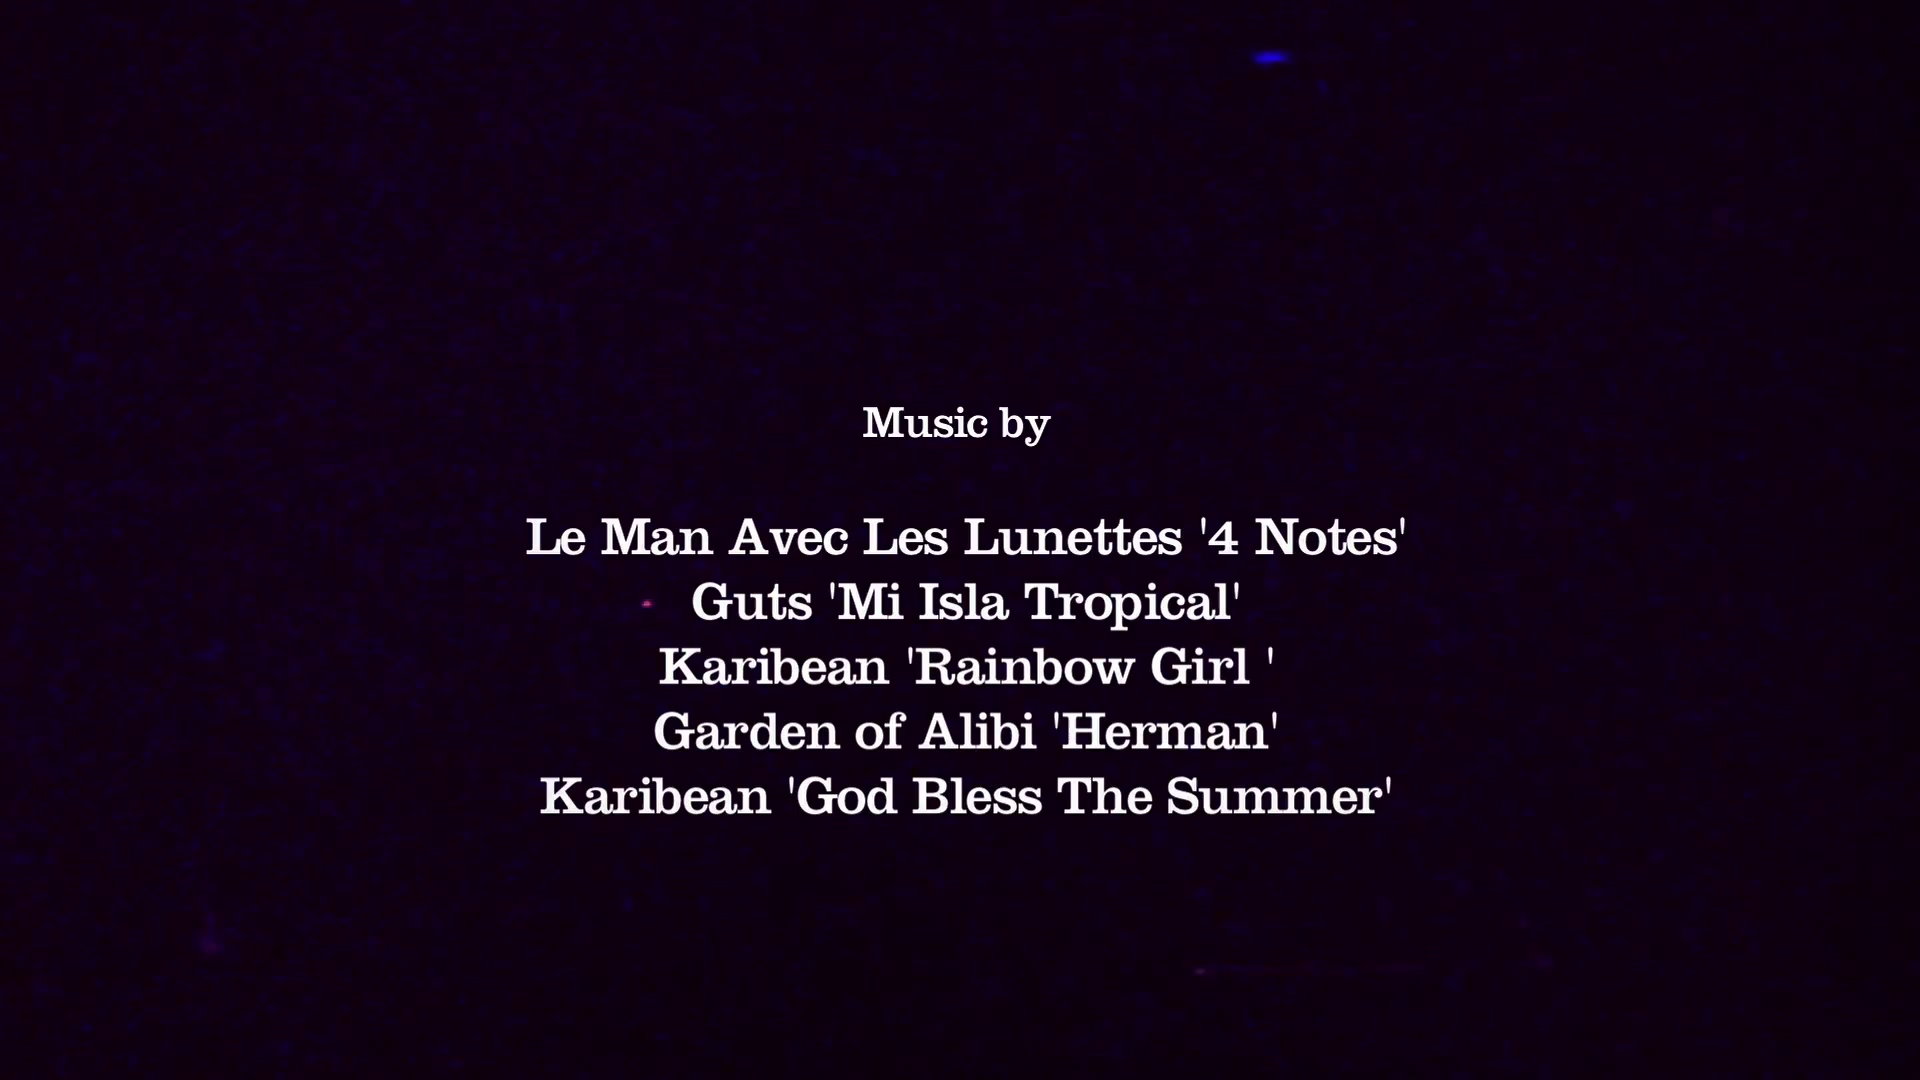 Music by
Le Man Avec Les Lunettes '4 Notes'
Guts 'Mi Isla Tropical'
Karibean 'Rainbow Girl '
Garden of Alibi 'Herman'
Karibean 'God Bless The Summer'